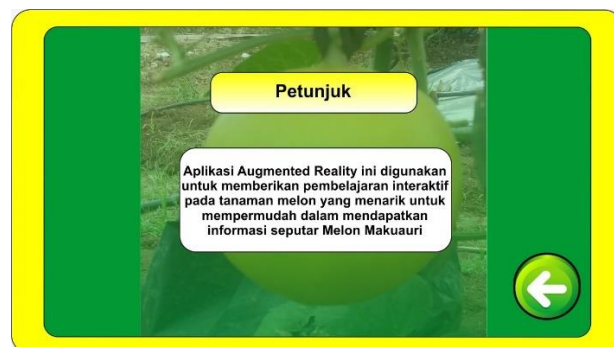 Petunjuk
Aplikasi Augmented Reality ini digunakan
untuk memberikan pembelajaran interaktif
pada tanaman melon yang menarik untuk
mempermudah dalam mendapatkan
informasi seputar Melon Makuauri